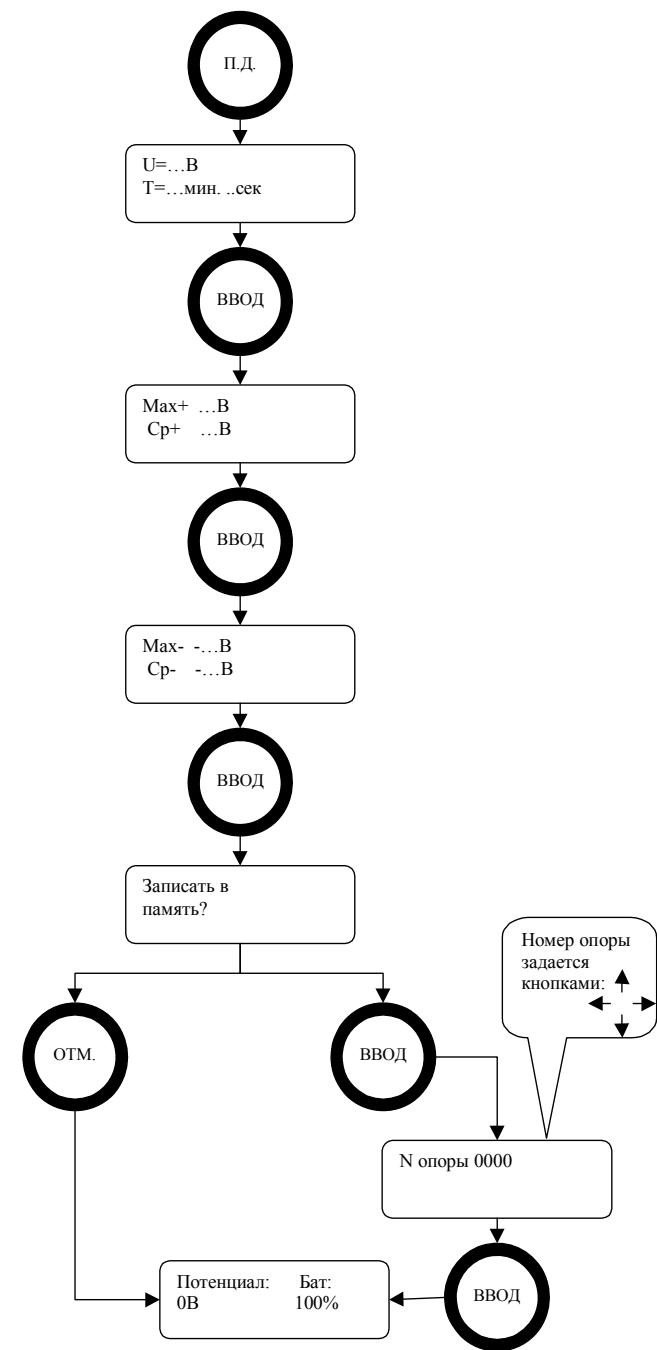 П.Д.
U=…В
T=…мин. ..сек
ВВОД
Max+ …В
Ср+ …В
ВВОД
Max- -…В
Ср- -…В
ВВОД
Записать в
память?
Номер опоры
задается
кнопками:
ОТМ.
ВВОД
N опоры 0000
Потенциал: Бат:
0В 100%
ВВОД